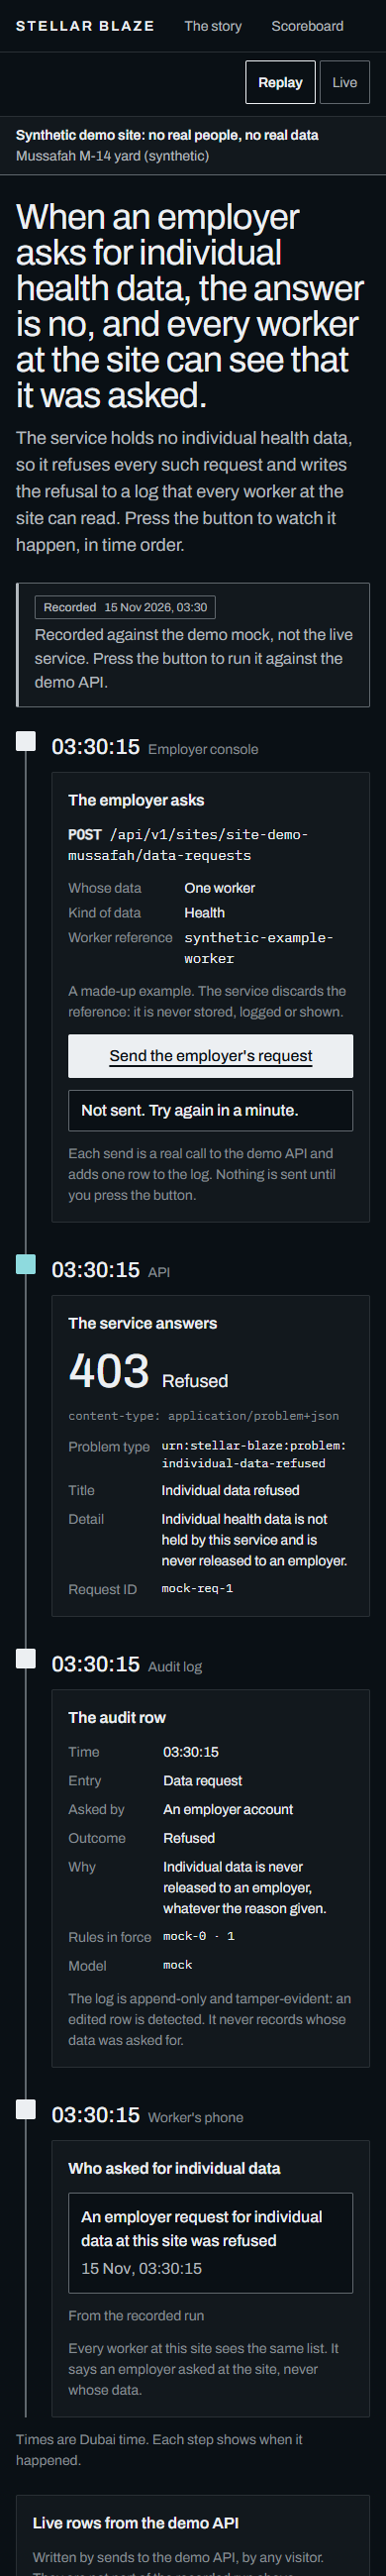 STELLAR BLAZE The story Scoreboard
Replay Live
Synthetic demo site: no real people, no real data
Mussafah M-14 yard (synthetic)
When an employer
asks for individual
health data, the answer
is no, and every worker
at the site can see that
it was asked.
The service holds no individual health data,
so it refuses every such request and writes
the refusal to a log that every worker at the
site can read. Press the button to watch it
happen, in time order.
Recorded 15 Nov 2026, 03:30
Recorded against the demo mock, not the live
service. Press the button to run it against the
demo API.
03:30:15 Employer console
The employer asks
POST /api/v1/sites/site-demo-
mussafah/data-requests
Whose data One worker
Kind of data Health
Worker reference synthetic-example-
worker
A made-up example. The service discards the
reference: it is never stored, logged or shown.
Send the employer's request
Not sent. Try again in a minute.
Each send is a real call to the demo API and
adds one row to the log. Nothing is sent until
you press the button.
03:30:15 API
The service answers
403 Refused
content-type: application/problem+json
Problem type urn:stellar-blaze:problem:
individual-data-refused
Title Individual data refused
Detail Individual health data is not
held by this service and is
never released to an employer.
Request ID mock-req-1
03:30:15 Audit log
The audit row
Time 03:30:15
Entry Data request
Asked by An employer account
Outcome Refused
Why Individual data is never
released to an employer,
whatever the reason given.
Rules in force mock-0 · 1
Model mock
The log is append-only and tamper-evident: an
edited row is detected. It never records whose
data was asked for.
03:30:15 Worker's phone
Who asked for individual data
An employer request for individual
data at this site was refused
15 Nov, 03:30:15
From the recorded run
Every worker at this site sees the same list. It
says an employer asked at the site, never
whose data.
Times are Dubai time. Each step shows when it
happened.
Live rows from the demo API
Written by sends to the demo API, by any visitor.